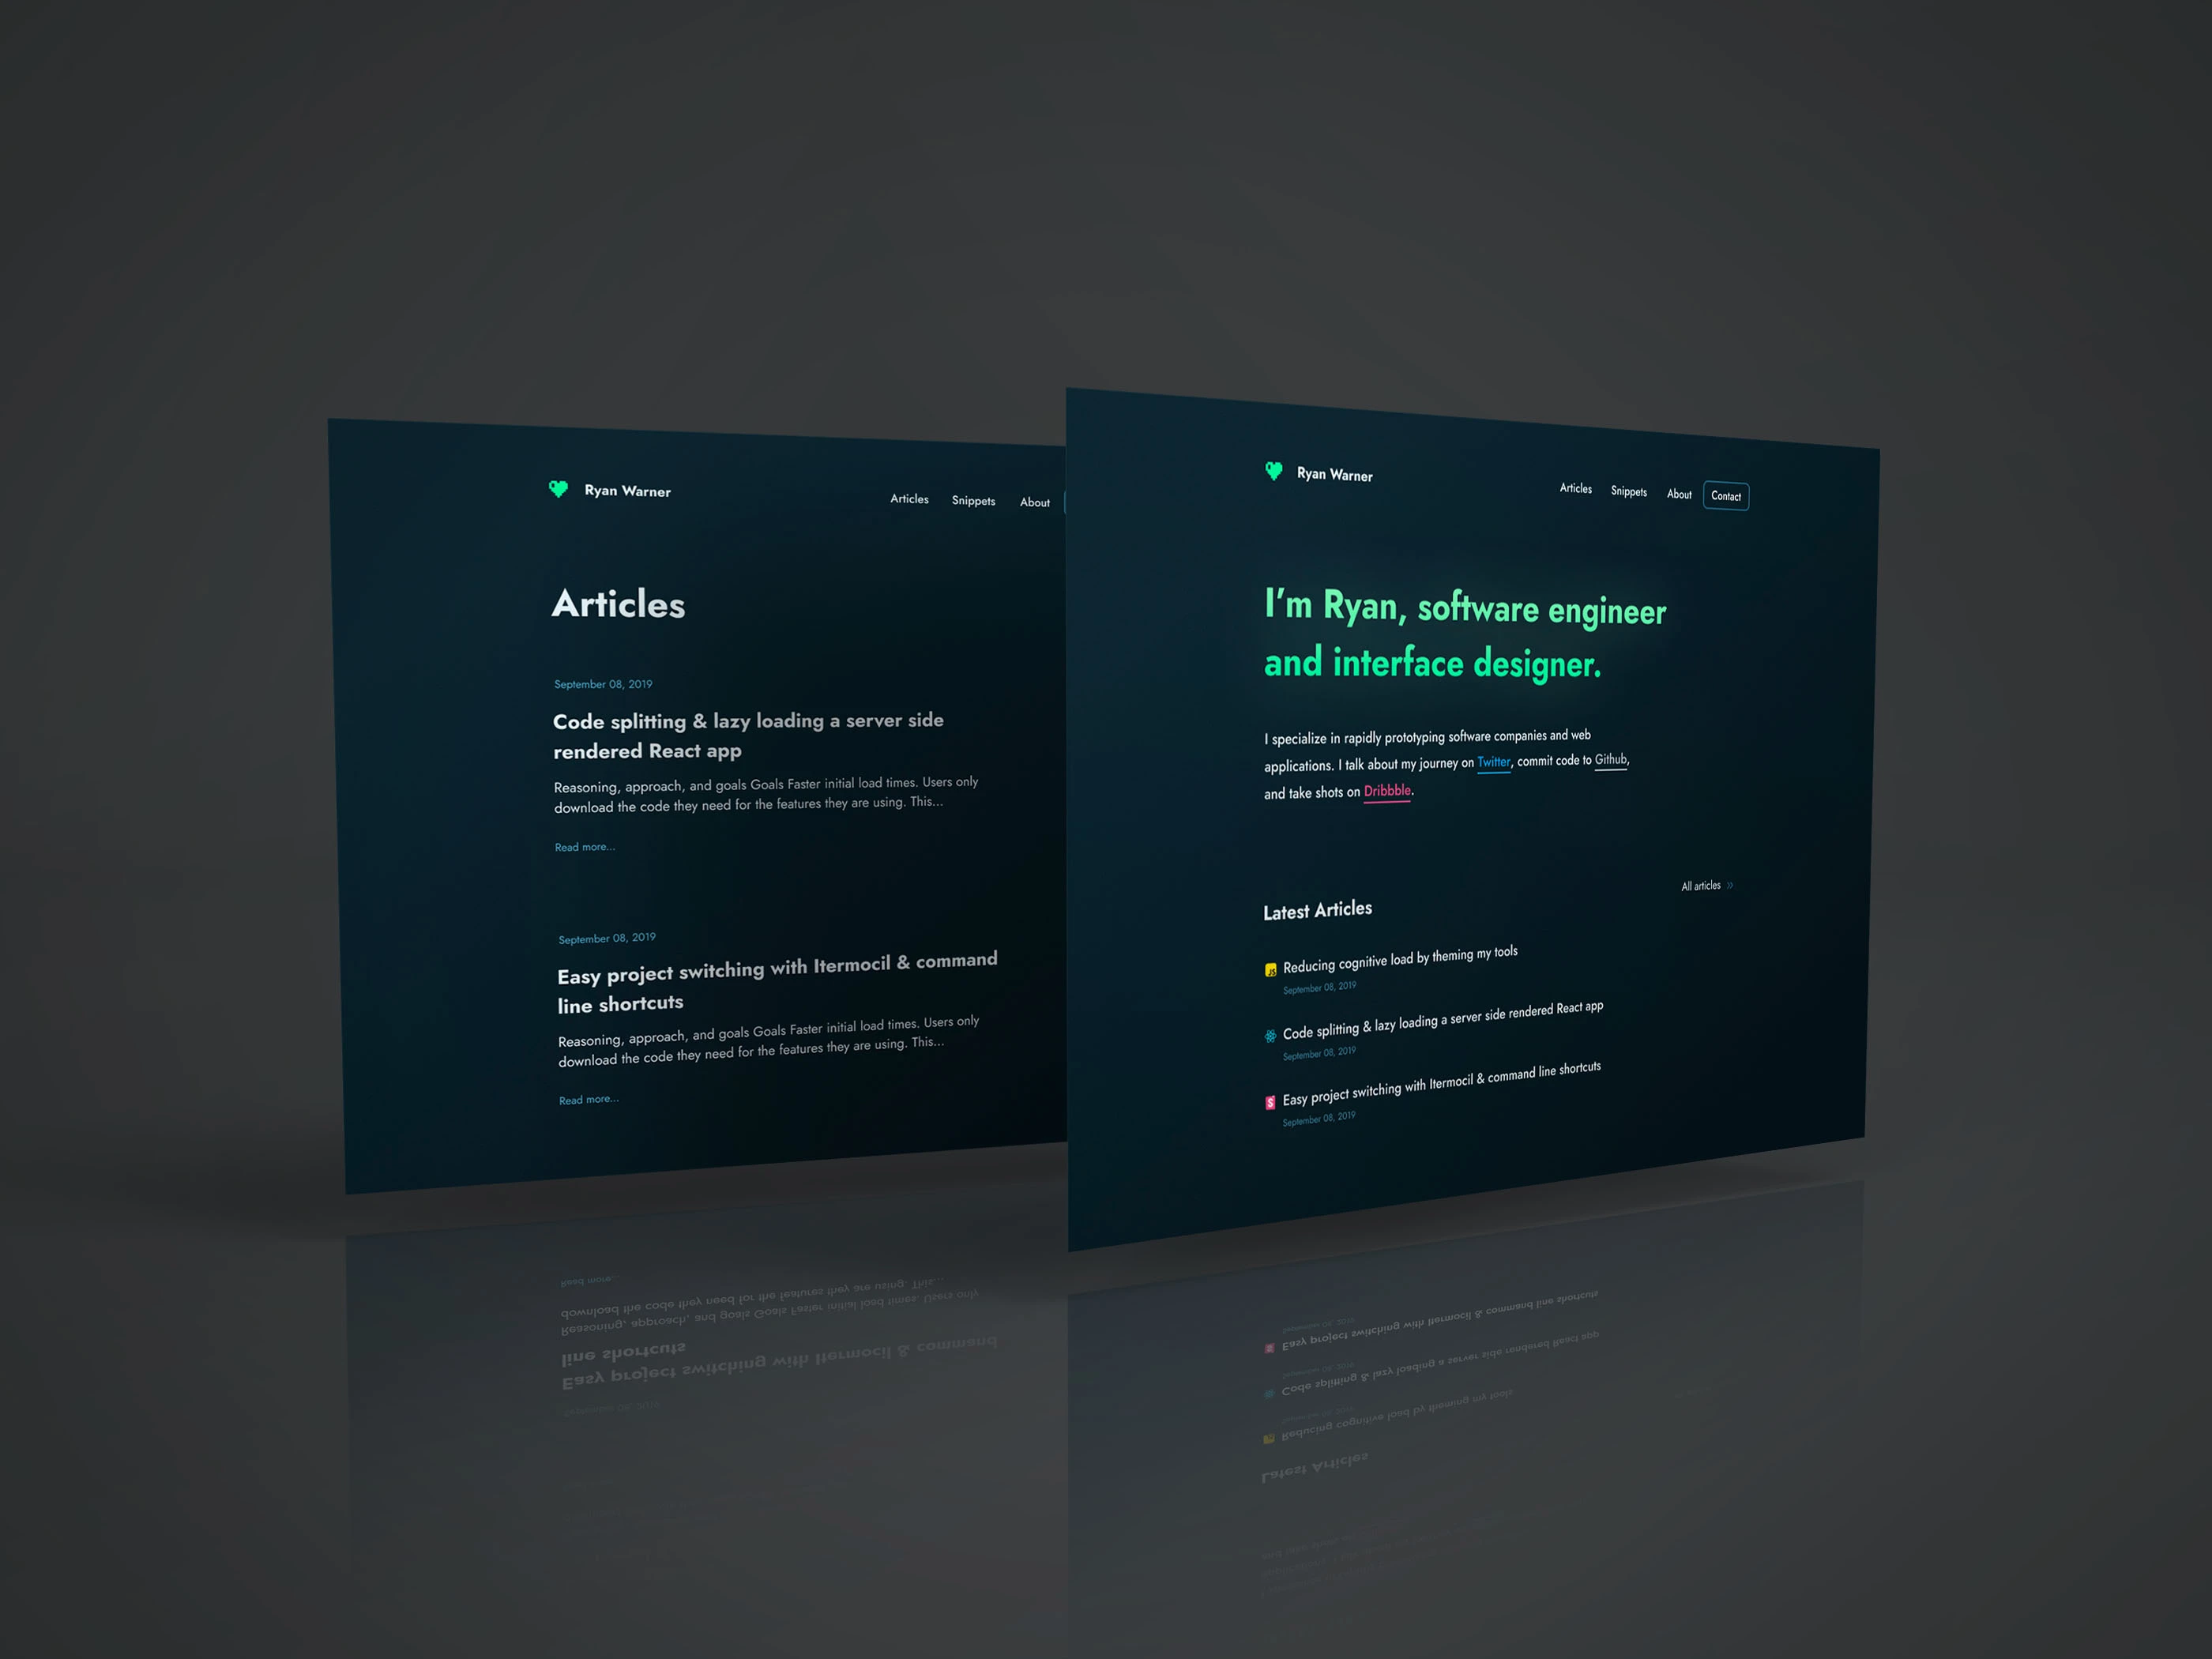 Ryan Warner
Articles Snippets About
Articles
September 08, 2019
Code splitting & lazy loading a server side
rendered React app
Reasoning, approach, and goals Goals Faster initial load times. Users only
download the code they need for the features they are using. This...
Read more...
September 08, 2019
Easy project switching with Itermocil & command
line shortcuts
Reasoning, approach, and goals Goals Faster initial load times. Users only
download the code they need for the features they are using. This...
Read more...
Ryan Warner
Articles Snippets About Contact
I'm Ryan, software engineer
and interface designer.
I specialize in rapidly prototyping software companies and web
applications. I talk about my journey on Twitter, commit code to Github,
and take shots on Dribbble.
Latest Articles
All articles »
JS Reducing cognitive load by theming my tools
September 08, 2019
Code splitting & lazy loading a server side rendered React app
September 08, 2019
S Easy project switching with Itermocil & command line shortcuts
September 08, 2019